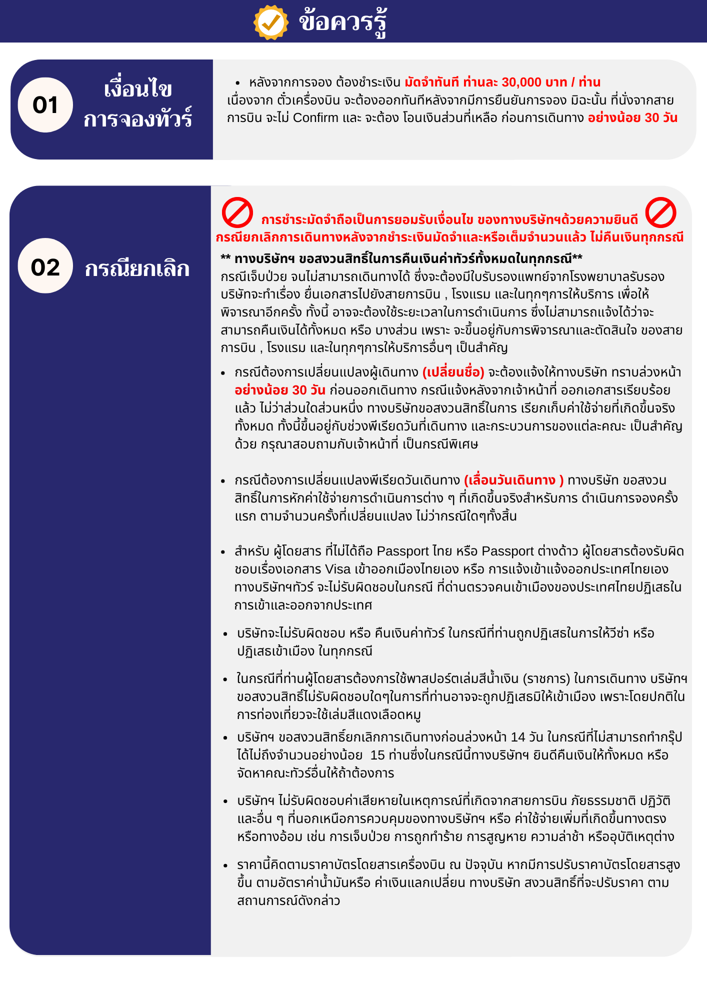 ข้อควรรู้
01
เงื่อนไข
การจองทัวร์
• หลังจากการจอง ต้องชำระเงิน มัดจำทันที ท่านละ 30,000 บาท / ท่าน
เนื่องจาก ตั๋วเครื่องบิน จะต้องออกทันทีหลังจากมีการยืนยันการจอง มิฉะนั้น ที่นั่งจากสาย
การบิน จะไม่ Confirm และ จะต้อง โอนเงินส่วนที่เหลือ ก่อนการเดินทาง อย่างน้อย 30 วัน
02
กรณียกเลิก
การชำระมัดจำถือเป็นการยอมรับเงื่อนไข ของทางบริษัทฯด้วยความยินดี
กรณียกเลิกการเดินทางหลังจากชำระเงินมัดจำและหรือเต็มจำนวนแล้ว ไม่คืนเงินทุกกรณี
** ทางบริษัทฯ ขอสงวนสิทธิ์ในการคืนเงินค่าทัวร์ทั้งหมดในทุกกรณี**
กรณีเจ็บป่วย จนไม่สามารถเดินทางได้ ซึ่งจะต้องมีใบรับรองแพทย์จากโรงพยาบาลรับรอง
บริษัทจะทำเรื่อง ยื่นเอกสารไปยังสายการบิน , โรงแรม และในทุกๆการให้บริการ เพื่อให้
พิจารณาอีกครั้ง ทั้งนี้ อาจจะต้องใช้ระยะเวลาในการดำเนินการ ซึ่งไม่สามารถแจ้งได้ว่าจะ
สามารถคืนเงินได้ทั้งหมด หรือ บางส่วน เพราะ จะขึ้นอยู่กับการพิจารณาและตัดสินใจ ของสาย
การบิน , โรงแรม และในทุกๆการให้บริการอื่นๆ เป็นสำคัญ
• กรณีต้องการเปลี่ยนแปลงผู้เดินทาง (เปลี่ยนชื่อ) จะต้องแจ้งให้ทางบริษัท ทราบล่วงหน้า
อย่างน้อย 30 วัน ก่อนออกเดินทาง กรณีแจ้งหลังจากเจ้าหน้าที่ ออกเอกสารเรียบร้อย
แล้ว ไม่ว่าส่วนใดส่วนหนึ่ง ทางบริษัทขอสงวนสิทธิ์ในการ เรียกเก็บค่าใช้จ่ายที่เกิดขึ้นจริง
ทั้งหมด ทั้งนี้ขึ้นอยู่กับช่วงพีเรียดวันที่เดินทาง และกระบวนการของแต่ละคณะ เป็นสำคัญ
ด้วย กรุณาสอบถามกับเจ้าหน้าที่ เป็นกรณีพิเศษ
• กรณีต้องการเปลี่ยนแปลงพีเรียดวันเดินทาง (เลื่อนวันเดินทาง ) ทางบริษัท ขอสงวน
สิทธิ์ในการหักค่าใช้จ่ายการดำเนินการต่าง ๆ ที่เกิดขึ้นจริงสำหรับการ ดำเนินการจองครั้ง
แรก ตามจำนวนครั้งที่เปลี่ยนแปลง ไม่ว่ากรณีใดๆทั้งสิ้น
• สำหรับ ผู้โดยสาร ที่ไม่ได้ถือ Passport ไทย หรือ Passport ต่างด้าว ผู้โดยสารต้องรับผิด
ชอบเรื่องเอกสาร Visa เข้าออกเมืองไทยเอง หรือ การแจ้งเข้าแจ้งออกประเทศไทยเอง
ทางบริษัทฯทัวร์ จะไม่รับผิดชอบในกรณี ที่ด่านตรวจคนเข้าเมืองของประเทศไทยปฏิเสธใน
การเข้าและออกจากประเทศ
• บริษัทจะไม่รับผิดชอบ หรือ คืนเงินค่าทัวร์ ในกรณีที่ท่านถูกปฏิเสธในการให้วีซ่า หรือ
ปฏิเสธเข้าเมือง ในทุกกรณี
• ในกรณีที่ท่านผู้โดยสารต้องการใช้พาสปอร์ตเล่มสีน้ำเงิน (ราชการ) ในการเดินทาง บริษัทฯ
ขอสงวนสิทธิ์ไม่รับผิดชอบใดๆในการที่ท่านอาจจะถูกปฏิเสธมิให้เข้าเมือง เพราะโดยปกติใน
การท่องเที่ยวจะใช้เล่มสีแดงเลือดหมู
• บริษัทฯ ขอสงวนสิทธิ์ยกเลิกการเดินทางก่อนล่วงหน้า 14 วัน ในกรณีที่ไม่สามารถทำกรุ๊ป
ได้ไม่ถึงจำนวนอย่างน้อย  15 ท่านซึ่งในกรณีนี้ทางบริษัทฯ ยินดีคืนเงินให้ทั้งหมด หรือ
จัดหาคณะทัวร์อื่นให้ถ้าต้องการ
• บริษัทฯ ไม่รับผิดชอบค่าเสียหายในเหตุการณ์ที่เกิดจากสายการบิน ภัยธรรมชาติ ปฏิวัติ
และอื่น ๆ ที่นอกเหนือการควบคุมของทางบริษัทฯ หรือ ค่าใช้จ่ายเพิ่มที่เกิดขึ้นทางตรง
หรือทางอ้อม เช่น การเจ็บป่วย การถูกทำร้าย การสูญหาย ความล่าช้า หรืออุบัติเหตุต่าง
• ราคานี้คิดตามราคาบัตรโดยสารเครื่องบิน ณ ปัจจุบัน หากมีการปรับราคาบัตรโดยสารสูง
ขึ้น ตามอัตราค่าน้ำมันหรือ ค่าเงินแลกเปลี่ยน ทางบริษัท สงวนสิทธิ์ที่จะปรับราคา ตาม
สถานการณ์ดังกล่าว